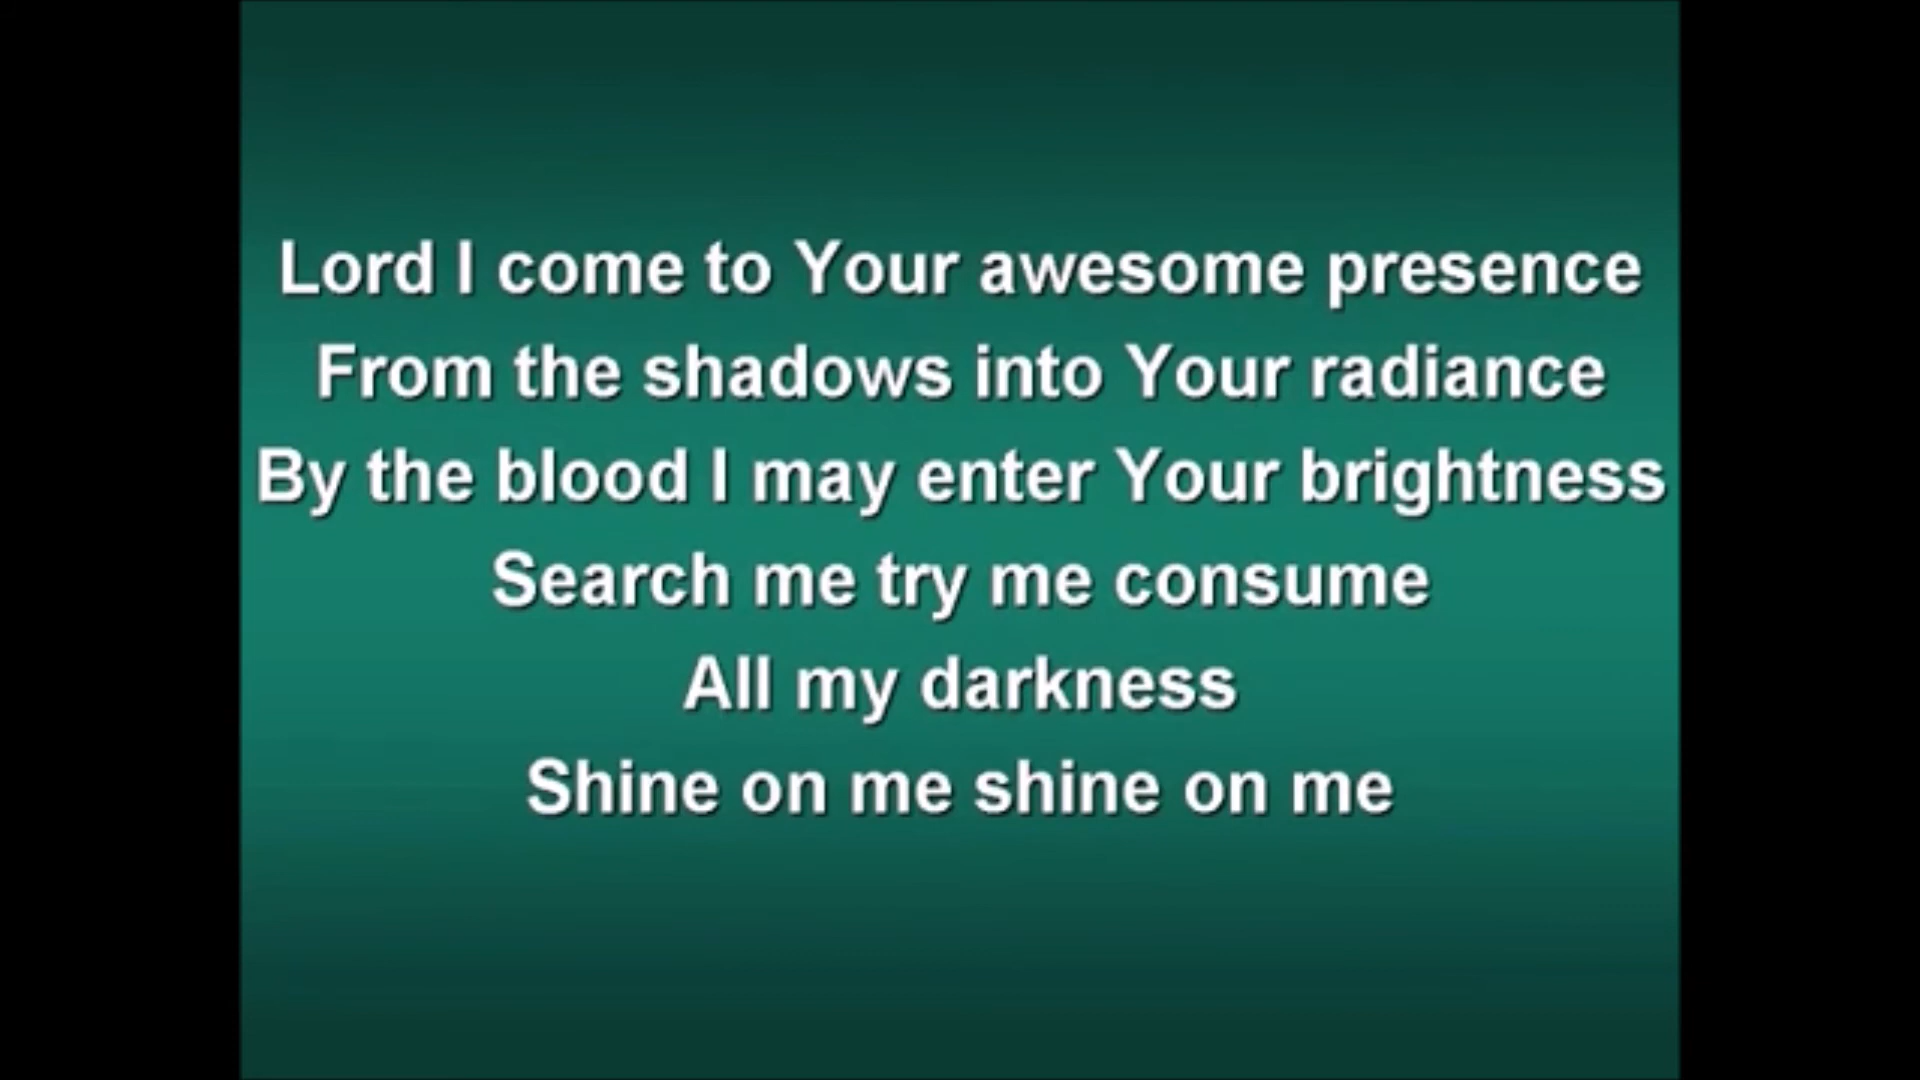 Lord I come to Your awesome presence
From the shadows into Your radiance
By the blood I may enter Your brightness
Search me try me consume
All my darkness
Shine on me shine on me